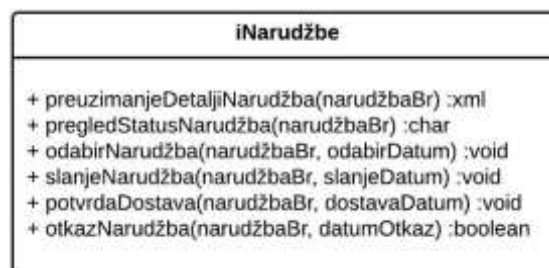 iNarudžbe
+ preuzimanjeDetaljiNarudžba(narudžbaBr) :xml
+ pregledStatusNarudžba(narudžbaBr) :char
+ odabirNarudžba(narudžbaBr, odabirDatum) :void
+ slanjeNarudžba(narudžbaBr, slanjeDatum) :void
+ potvrdaDostava(narudžbaBr, dostavaDatum) :void
+ otkazNarudžba(narudžbaBr, datumOtkaz) :boolean